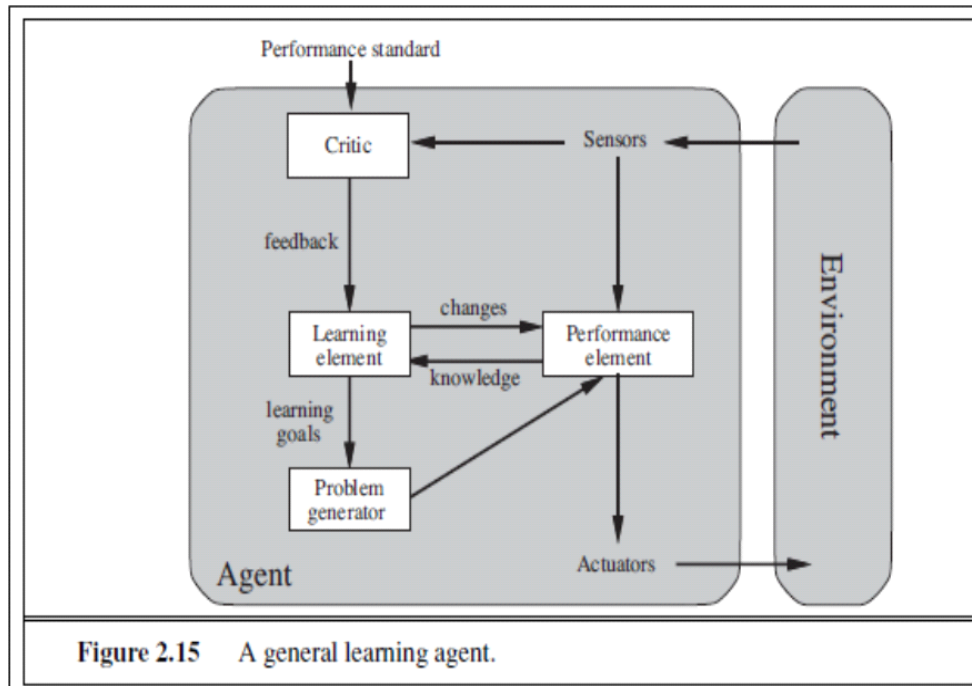 Performance standard
Critic
Sensors
feedback
changes
Learning
element
Performance
element
knowledge
learning
goals
Problem
generator
Agent
Actuators
Environment
Figure 2.15 A general learning agent.